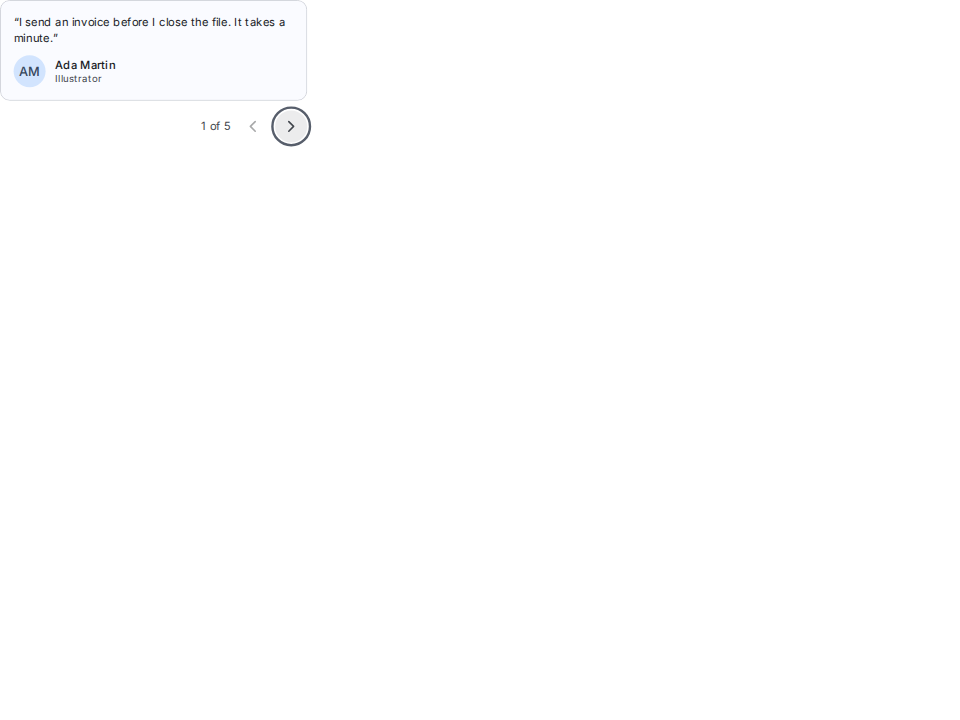 “I send an invoice before I close the file. It takes a
minute.”
AM
Ada Martin
Illustrator
1 of 5